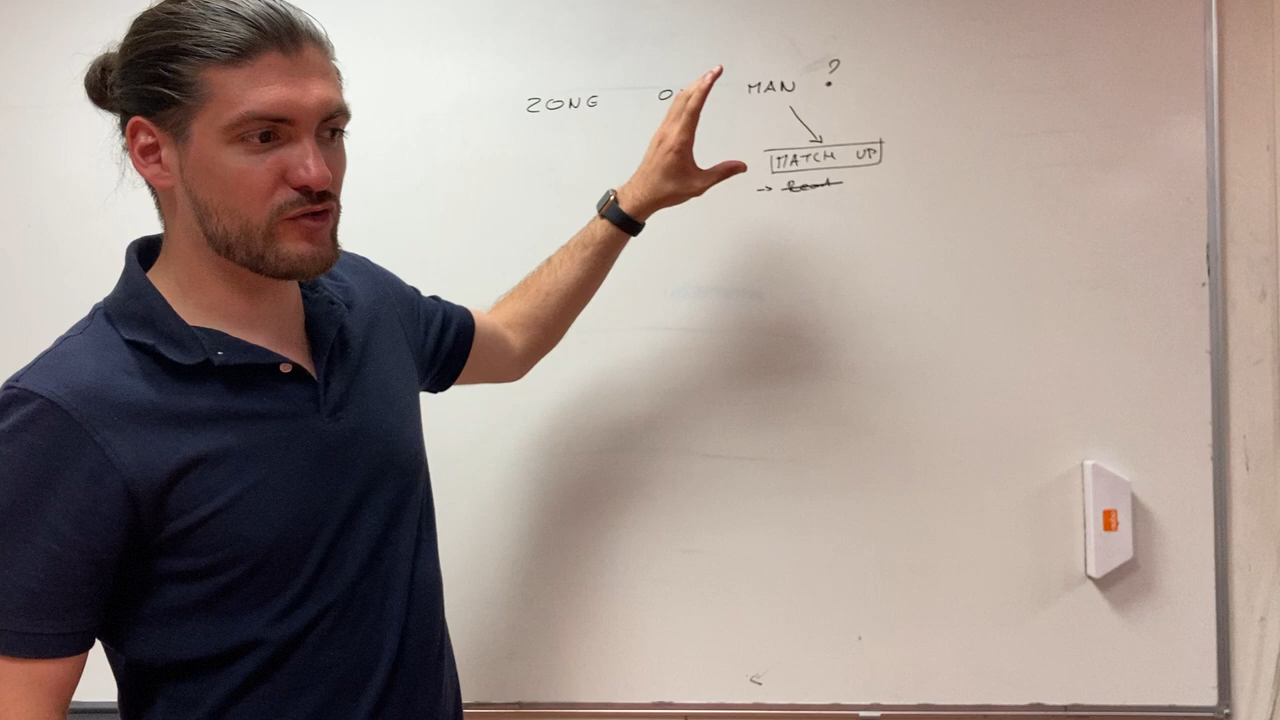 ZONE MAN ?
MATCH UP
→